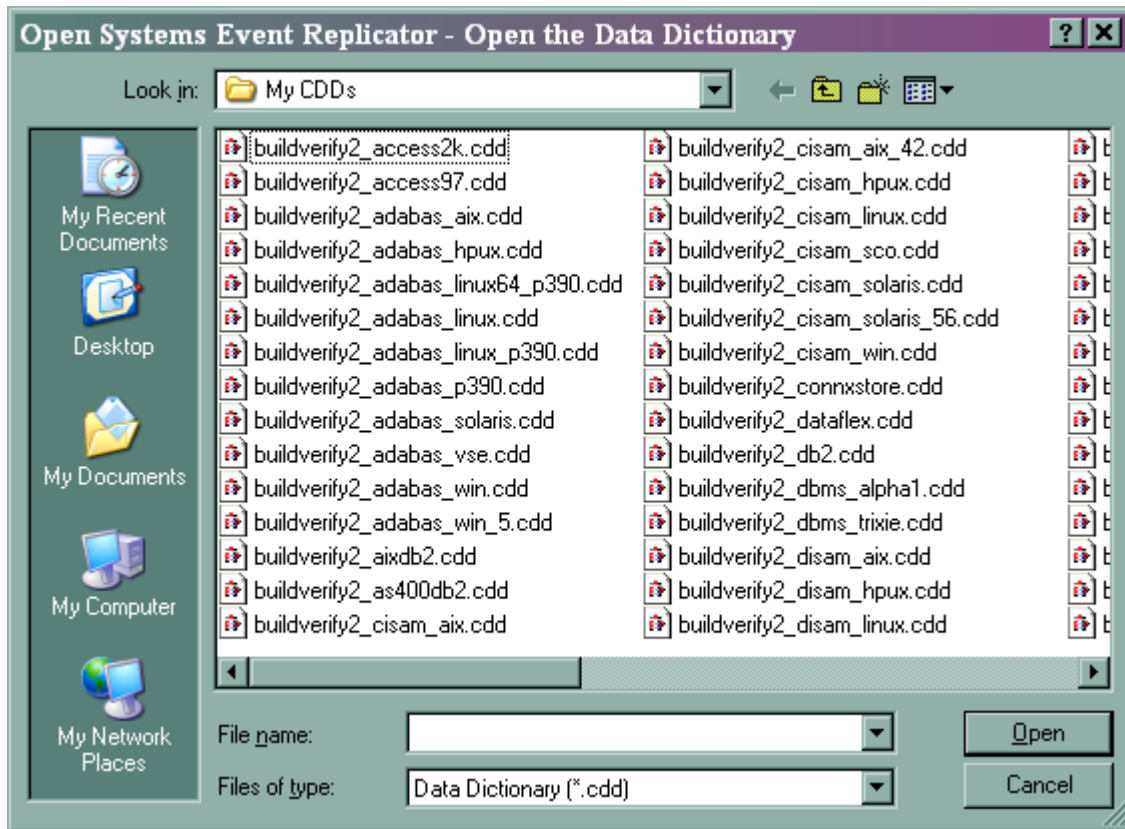 Open Systems Event Replicator - Open the Data Dictionary
Look in:
My CDDs
My Recent
Documents
Desktop
My Documents
My Computer
My Network
Places
buildverify2_access2k.cdd
buildverify2_access97.cdd
buildverify2_adabas_aix.cdd
buildverify2_adabas_hpux.cdd
buildverify2_adabas_linux64_p390.cdd
buildverify2_adabas_linux.cdd
buildverify2_adabas_linux_p390.cdd
buildverify2_adabas_p390.cdd
buildverify2_adabas_solaris.cdd
buildverify2_adabas_vse.cdd
buildverify2_adabas_win.cdd
buildverify2_adabas_win_5.cdd
buildverify2_aixdb2.cdd
buildverify2_as400db2.cdd
buildverify2_cisam_aix.cdd
buildverify2_cisam_aix_42.cdd
buildverify2_cisam_hpux.cdd
buildverify2_cisam_linux.cdd
buildverify2_cisam_sco.cdd
buildverify2_cisam_solaris.cdd
buildverify2_cisam_solaris_56.cdd
buildverify2_cisam_win.cdd
buildverify2_connxstore.cdd
buildverify2_dataflex.cdd
buildverify2_db2.cdd
buildverify2_dbms_alpha1.cdd
buildverify2_dbms_trixie.cdd
buildverify2_disam_aix.cdd
buildverify2_disam_hpux.cdd
buildverify2_disam_linux.cdd
File name:
Open
Files of type:
Data Dictionary (*.cdd)
Cancel